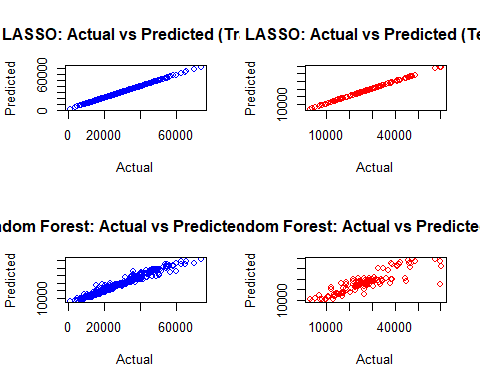 LASSO: Actual vs Predicted (Tra
LASSO: Actual vs Predicted (Te
Predicted
0 60000
0 20000 60000
Actual
Predicted
10000
10000 40000
Actual
ndom Forest: Actual vs Predicte
ndom Forest: Actual vs Predicte
Predicted
10000
0 20000 60000
Actual
Predicted
10000
10000 40000
Actual